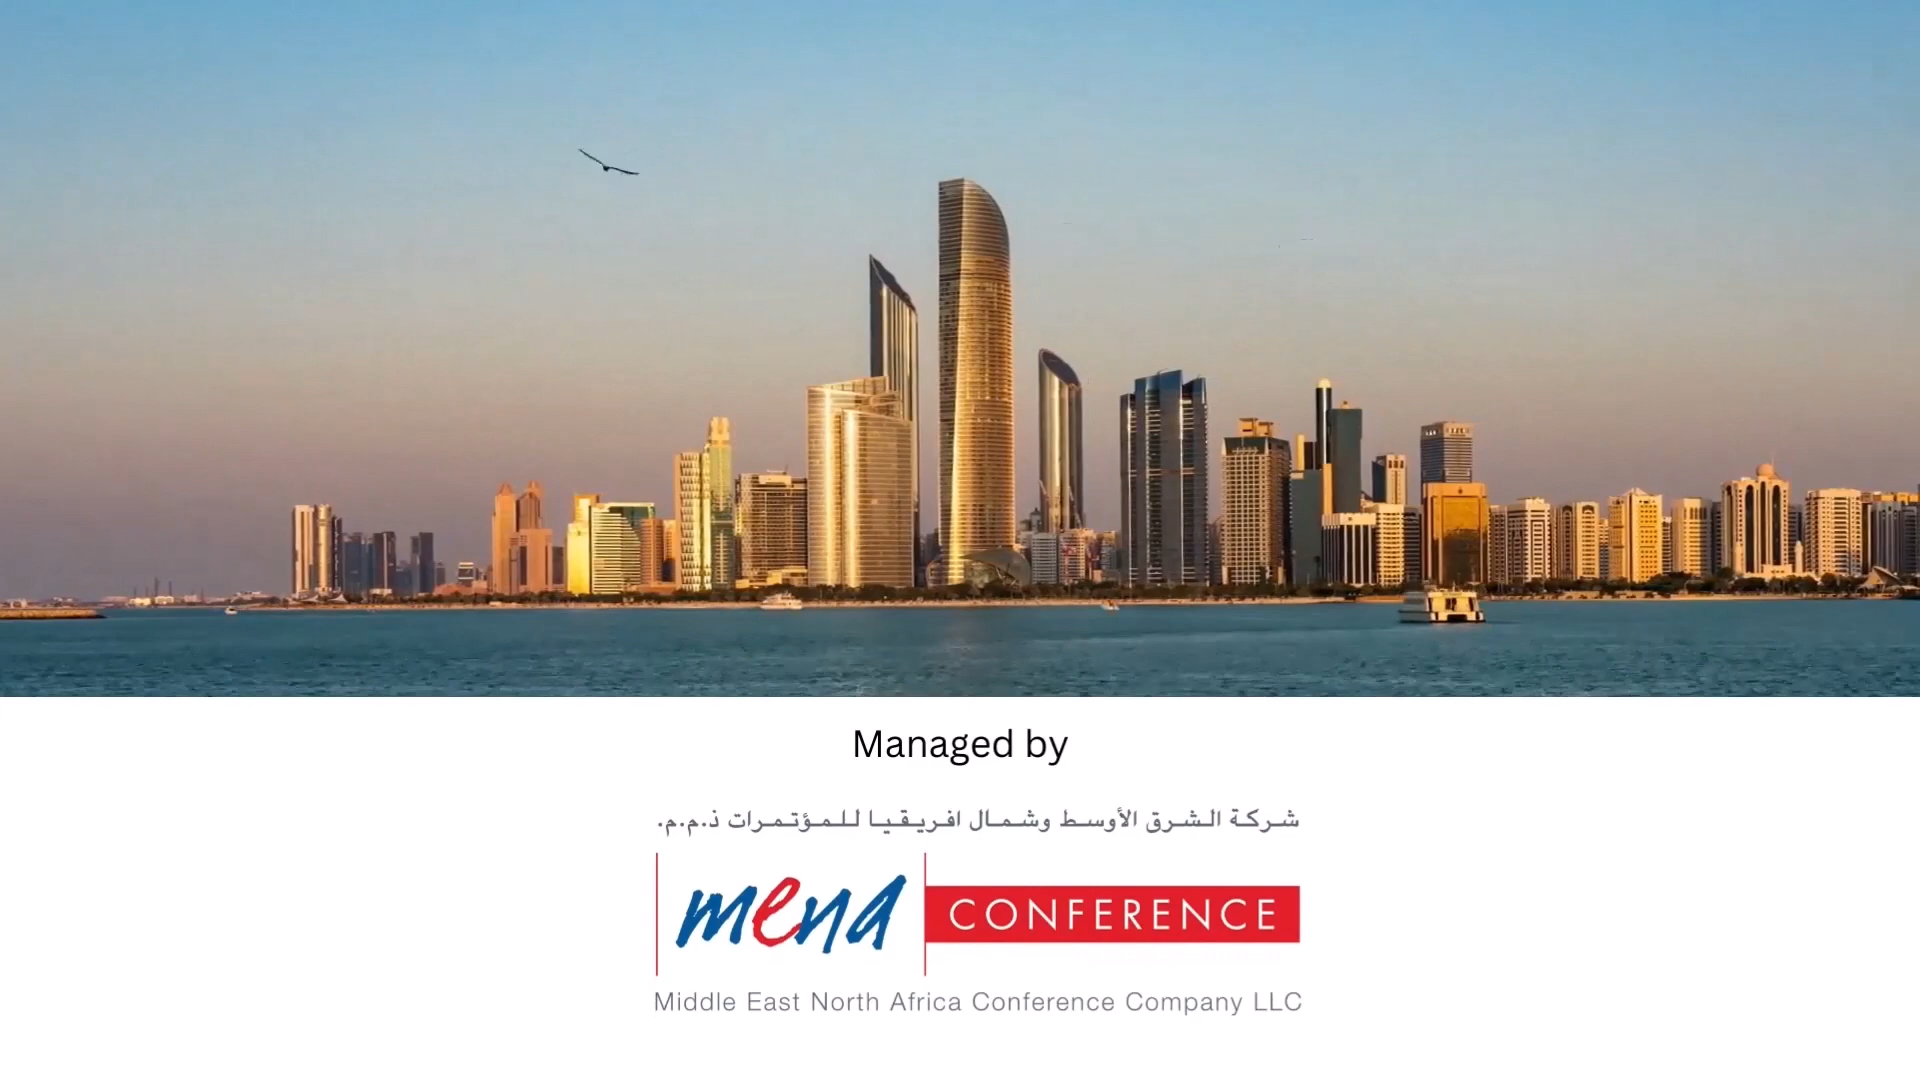 Managed by
شركة الشرق الأوسط وشمال افريقيا للمؤتمرات ذ.م.م.
mena CONFERENCE
Middle East North Africa Conference Company LLC